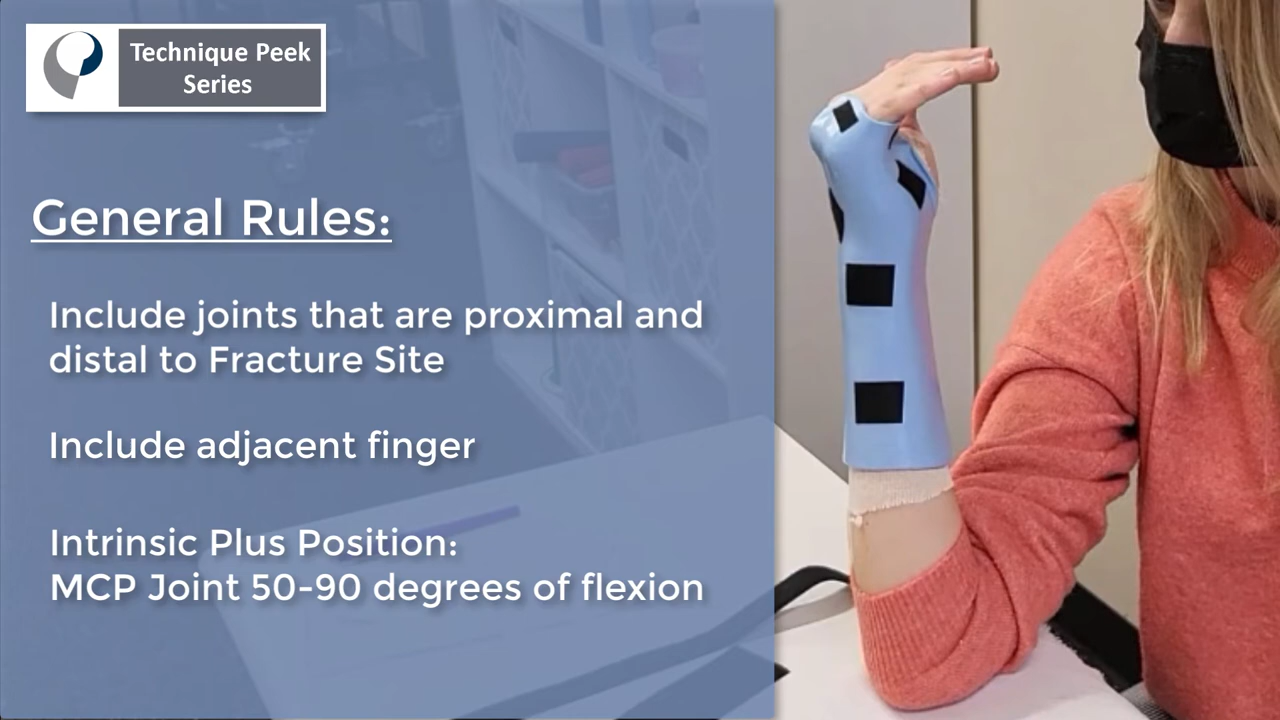 Technique Peek
Series
General Rules:
Include joints that are proximal and
distal to Fracture Site
Include adjacent finger
Intrinsic Plus Position:
MCP Joint 50-90 degrees of flexion